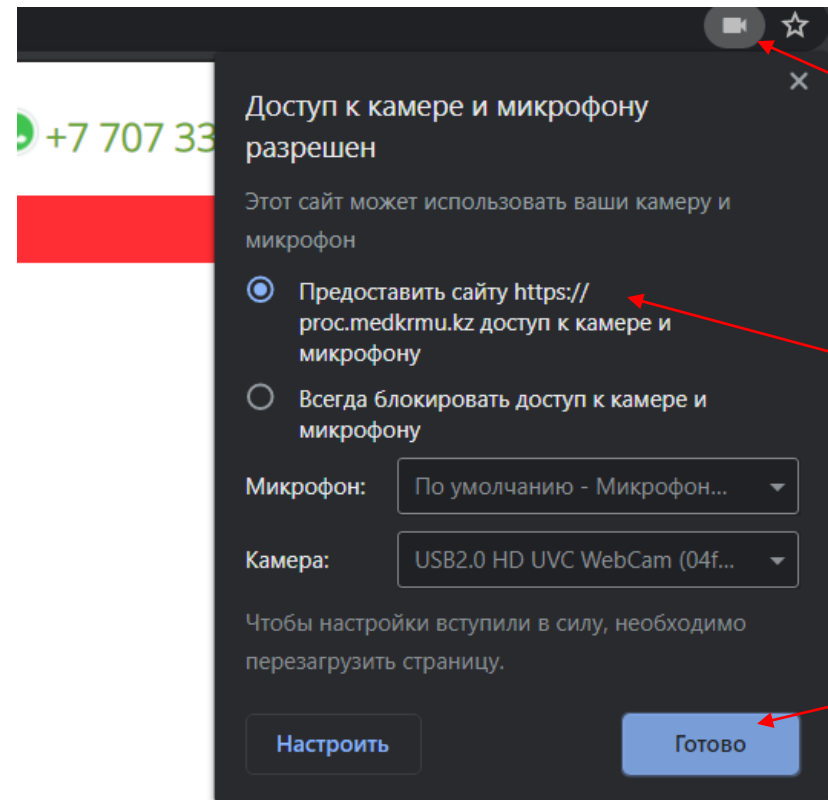 +7 707 33
Доступ к камере и микрофону
разрешен
Этот сайт может использовать ваши камеру и
микрофон
Предоставить сайту https://
proc.medkrmu.kz доступ к камере и
микрофону
Всегда блокировать доступ к камере и
микрофону
Микрофон: По умолчанию - Микрофон...
Камера: USB2.0 HD UVC WebCam (04f...
Чтобы настройки вступили в силу, необходимо
перезагрузить страницу.
Настроить Готово